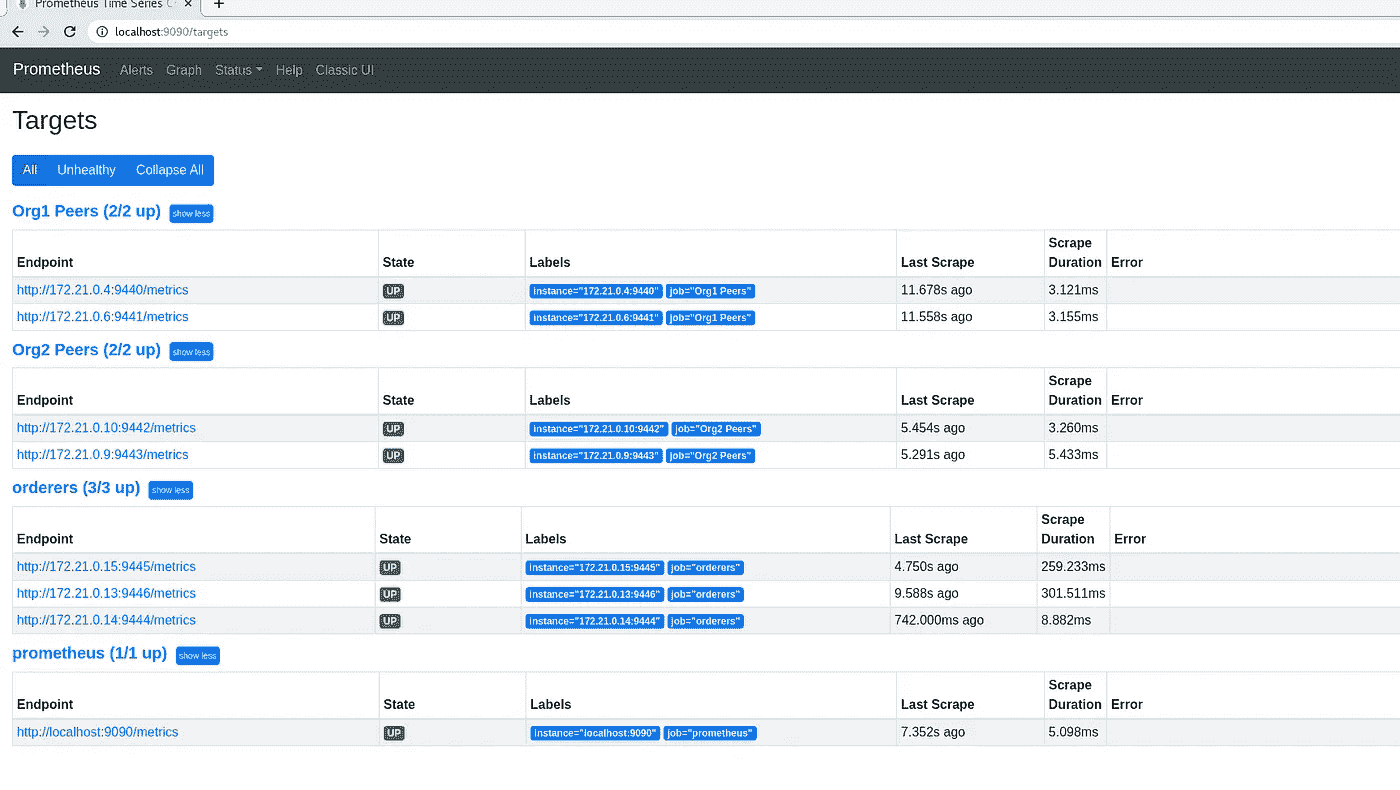 Prometheus Time Series C
localhost:9090/targets
Prometheus Alerts Graph Status Help Classic UI
Targets
All Unhealthy Collapse All
Org1 Peers (2/2 up) show less
Endpoint State Labels Last Scrape Scrape Duration Error
http://172.21.0.4:9440/metrics UP instance="172.21.0.4:9440" job="Org1 Peers" 11.678s ago 3.121ms
http://172.21.0.6:9441/metrics UP instance="172.21.0.6:9441" job="Org1 Peers" 11.558s ago 3.155ms
Org2 Peers (2/2 up) show less
Endpoint State Labels Last Scrape Scrape Duration Error
http://172.21.0.10:9442/metrics UP instance="172.21.0.10:9442" job="Org2 Peers" 5.454s ago 3.260ms
http://172.21.0.9:9443/metrics UP instance="172.21.0.9:9443" job="Org2 Peers" 5.291s ago 5.433ms
orderers (3/3 up) show less
Endpoint State Labels Last Scrape Scrape Duration Error
http://172.21.0.15:9445/metrics UP instance="172.21.0.15:9445" job="orderers" 4.750s ago 259.233ms
http://172.21.0.13:9446/metrics UP instance="172.21.0.13:9446" job="orderers" 9.588s ago 301.511ms
http://172.21.0.14:9444/metrics UP instance="172.21.0.14:9444" job="orderers" 742.000ms ago 8.882ms
prometheus (1/1 up) show less
Endpoint State Labels Last Scrape Scrape Duration Error
http://localhost:9090/metrics UP instance="localhost:9090" job="prometheus" 7.352s ago 5.098ms